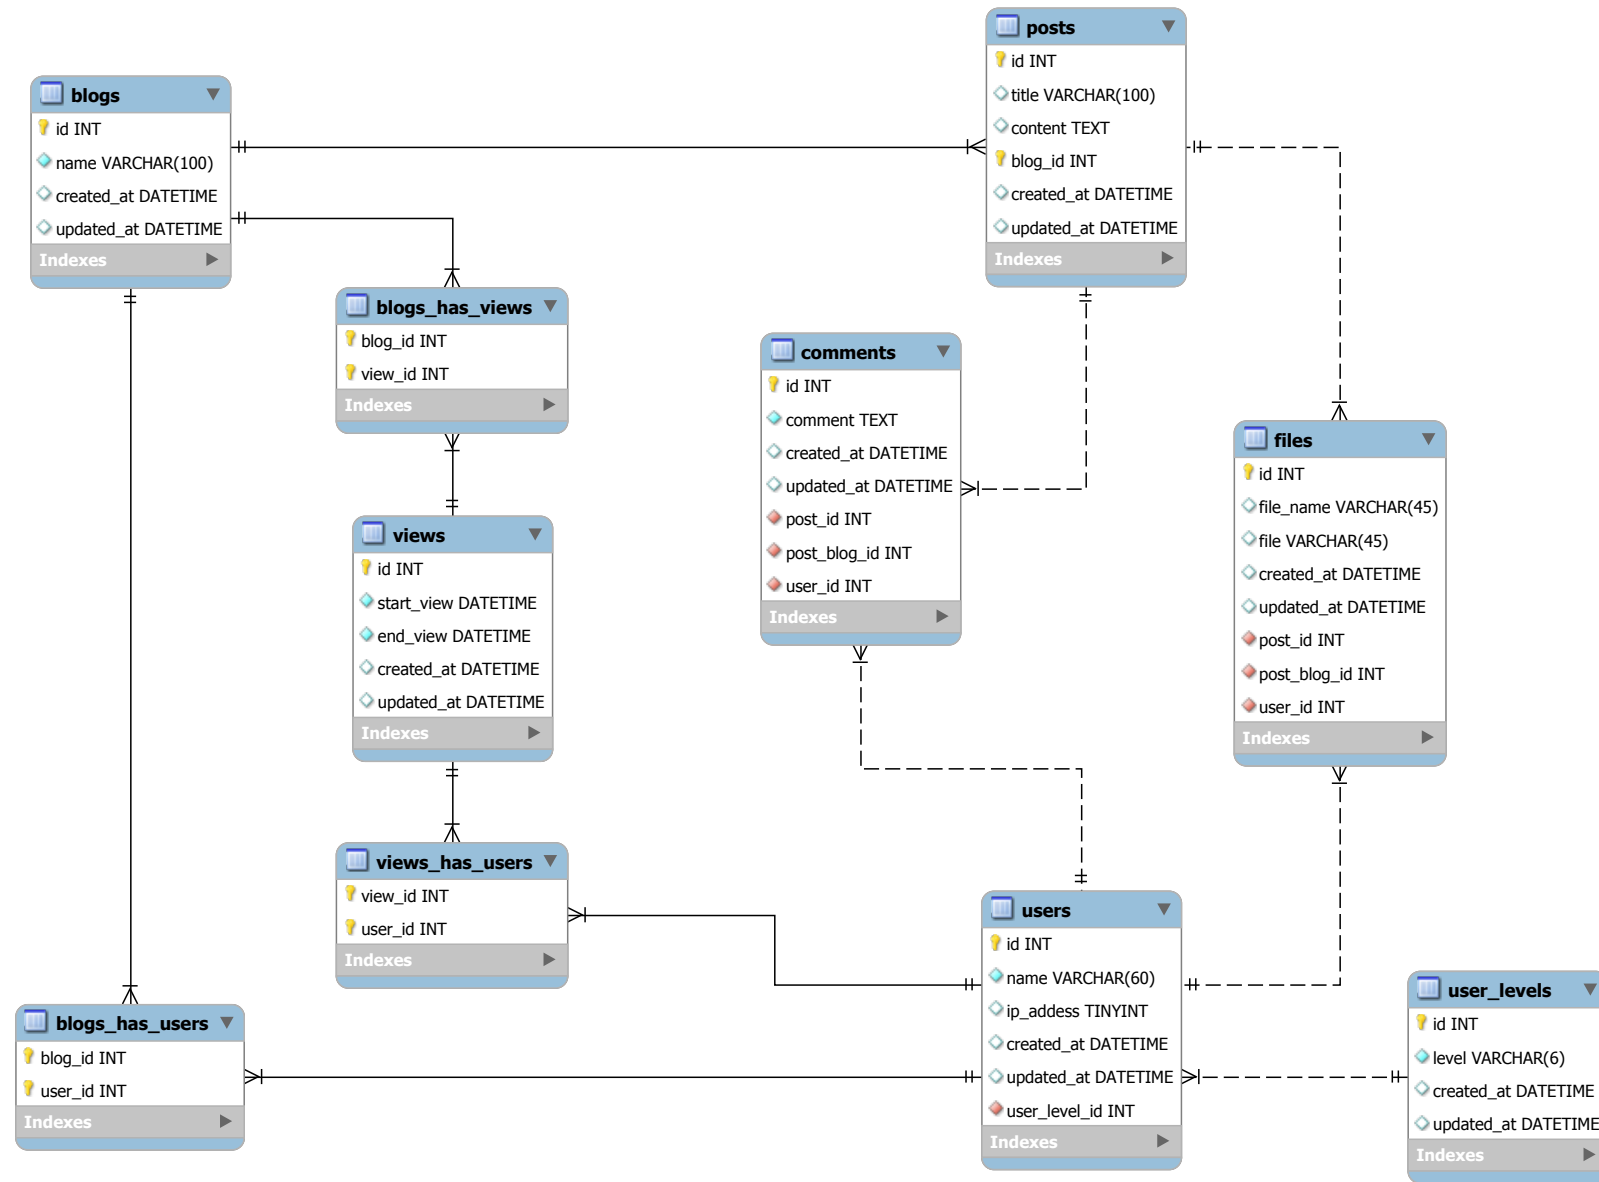 posts
id INT
title VARCHAR(100)
content TEXT
blog_id INT
created_at DATETIME
updated_at DATETIME
Indexes
blogs
id INT
name VARCHAR(100)
created_at DATETIME
updated_at DATETIME
Indexes
blogs_has_views
blog_id INT
view_id INT
Indexes
comments
id INT
comment TEXT
created_at DATETIME
updated_at DATETIME
post_id INT
post_blog_id INT
user_id INT
Indexes
files
id INT
file_name VARCHAR(45)
file VARCHAR(45)
created_at DATETIME
updated_at DATETIME
post_id INT
post_blog_id INT
user_id INT
Indexes
views
id INT
start_view DATETIME
end_view DATETIME
created_at DATETIME
updated_at DATETIME
Indexes
views_has_users
view_id INT
user_id INT
Indexes
users
id INT
name VARCHAR(60)
ip_addess TINYINT
created_at DATETIME
updated_at DATETIME
user_level_id INT
Indexes
user_levels
id INT
level VARCHAR(6)
created_at DATETIME
updated_at DATETIME
Indexes
blogs_has_users
blog_id INT
user_id INT
Indexes